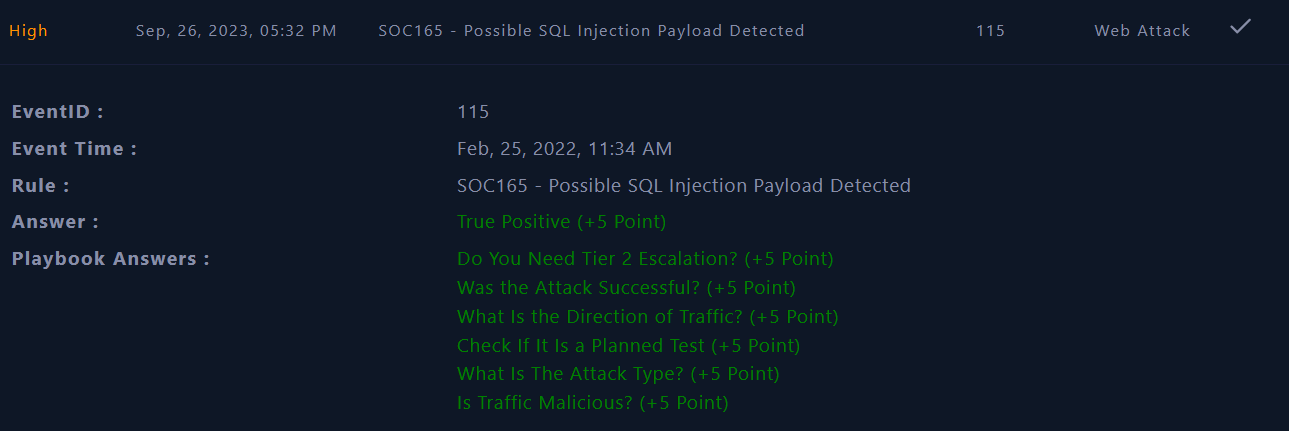 High Sep, 26, 2023, 05:32 PM SOC165 - Possible SQL Injection Payload Detected 115 Web Attack
EventID : 115
Event Time : Feb, 25, 2022, 11:34 AM
Rule : SOC165 - Possible SQL Injection Payload Detected
Answer : True Positive (+5 Point)
Playbook Answers : Do You Need Tier 2 Escalation? (+5 Point)
Was the Attack Successful? (+5 Point)
What Is the Direction of Traffic? (+5 Point)
Check If It Is a Planned Test (+5 Point)
What Is The Attack Type? (+5 Point)
Is Traffic Malicious? (+5 Point)